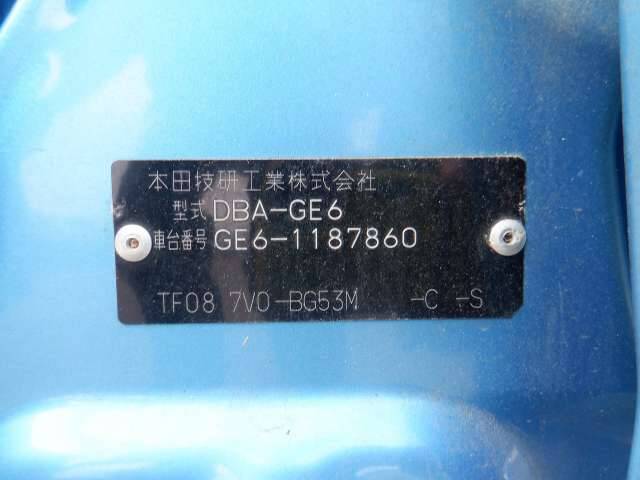 本田技研工業株式会社
型式 DBA-GE6
車台番号 GE6-1187860
TF08 7V0-BG53M -C -S